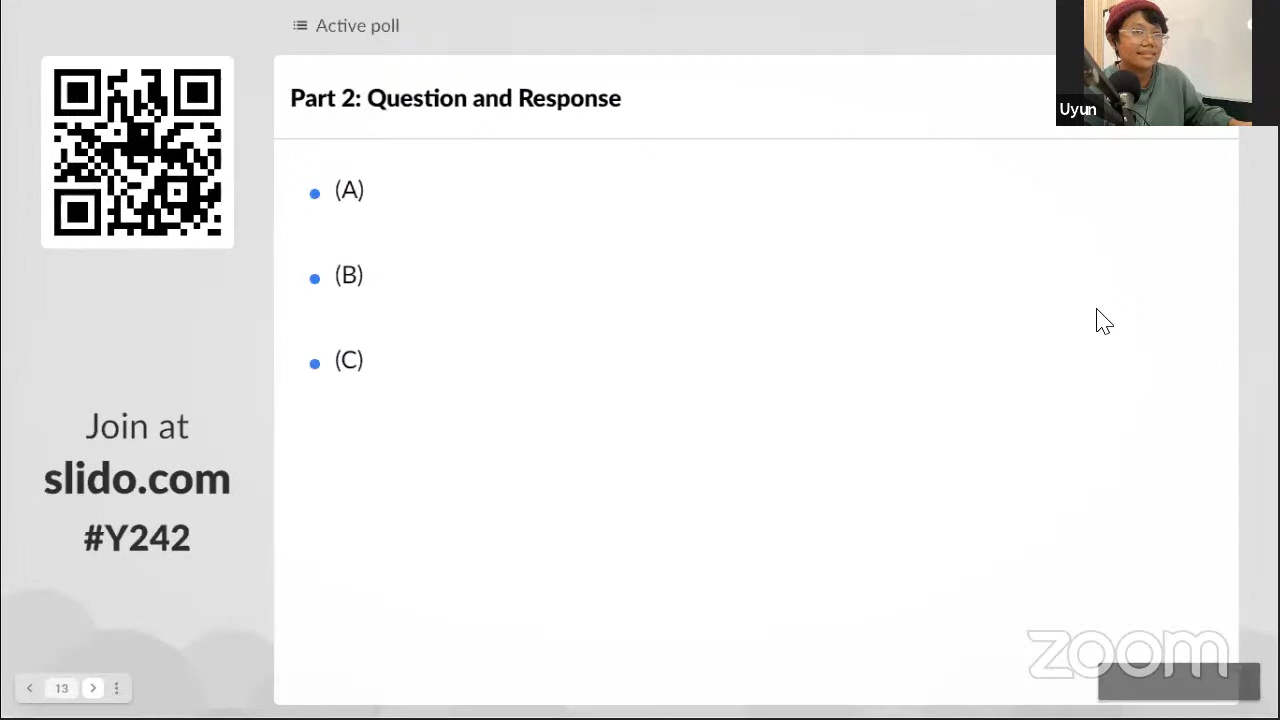 Active poll
Part 2: Question and Response
Uyun
(A)
(B)
(C)
Join at
slido.com
#Y242
13
zoom